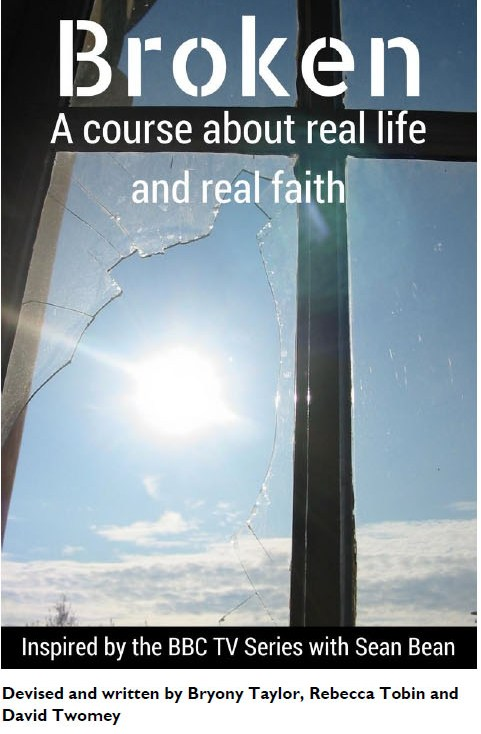 Broken
A course about real life
and real faith
Inspired by the BBC TV Series with Sean Bean
Devised and written by Bryony Taylor, Rebecca Tobin and
David Twomey